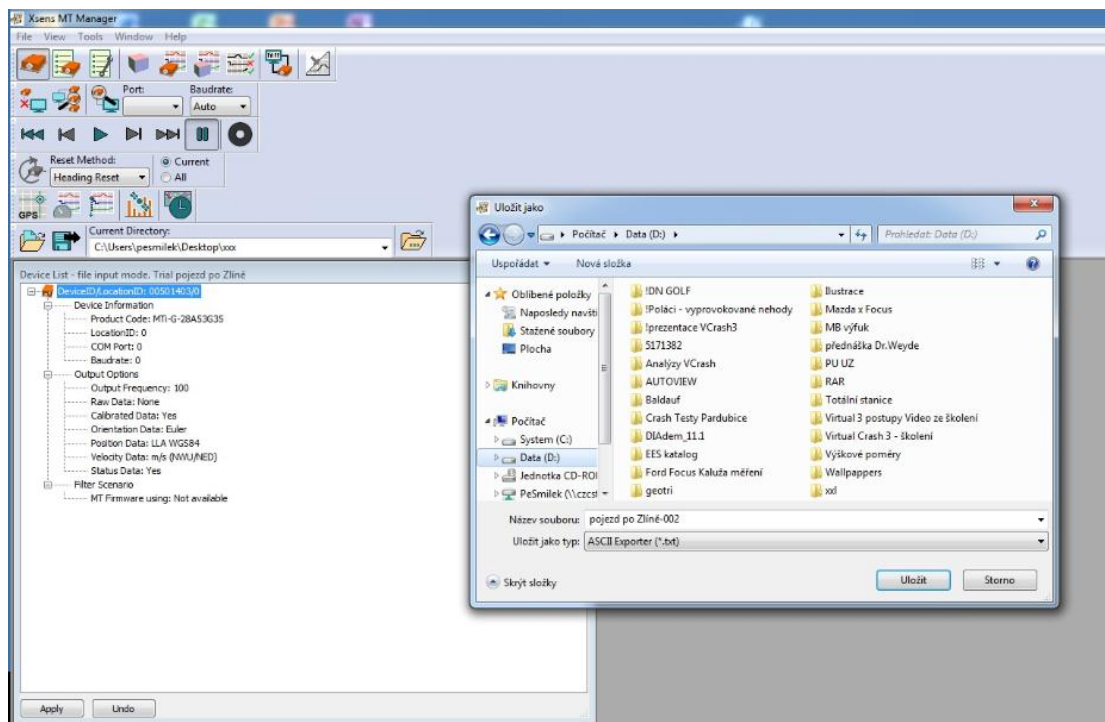 Xsens MT Manager
File View Tools Window Help
Port: Baudrate:
Auto
Reset Method: Current
Heading Reset All
GPS
Current Directory:
C:\Users\pesmilek\Desktop\xxx
Device List - file input mode. Trial pojezd po Zlíně
DeviceID/LocationID: 00501403/0
Device Information
Product Code: MTi-G-28A53G35
LocationID: 0
COM Port: 0
Baudrate: 0
Output Options
Output Frequency: 100
Raw Data: None
Calibrated Data: Yes
Orientation Data: Euler
Position Data: LLA WGS84
Velocity Data: m/s (NWU/NED)
Status Data: Yes
Filter Scenario
MT Firmware using: Not available
Apply Undo
Uložit jako
Počítač Data (D:)
Prohledat: Data (D:)
Uspořádat Nová složka
Oblíbené položky
Naposledy navšti
Stažené soubory
Plocha
Knihovny
Počítač
System (C:)
Data (D:)
Jednotka CD-RO
PeSmilek (\\czcst
!DN GOLF
!Poláci - vyprovokované nehody
!prezentace VCrash3
5171382
Analýzy VCrash
AUTOVIEW
Baldauf
Crash Testy Pardubice
DIAdem_11.1
EES katalog
Ford Focus Kaluža měření
geotri
Ilustrace
Mazda x Focus
MB výfuk
přednáška Dr.Weyde
PU UZ
RAR
Totální stanice
Virtual 3 postupy Video ze školení
Virtual Crash 3 - školení
Výškové poměry
Wallpappers
xxl
Název souboru: pojezd po Zlíně-002
Uložit jako typ: ASCII Exporter (*.txt)
Skrýt složky Uložit Storno